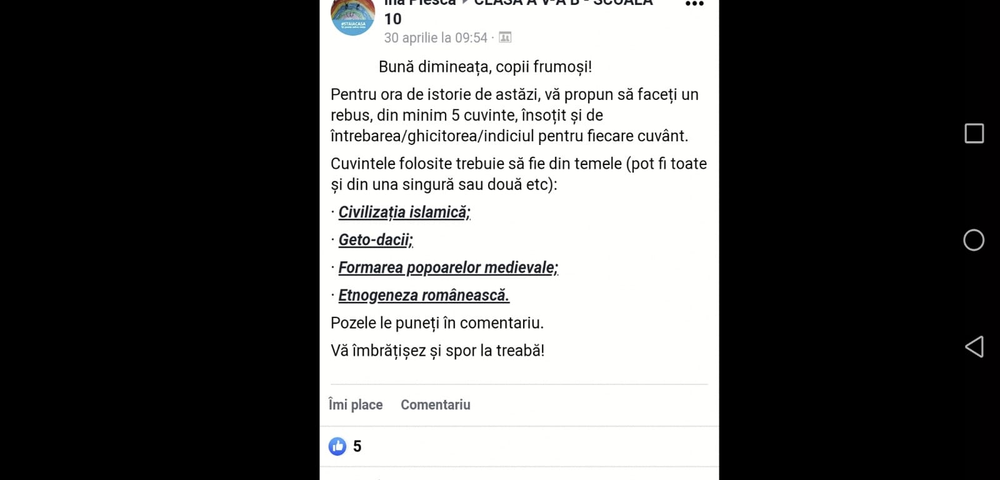 Ina Plesca ▸ CLASA A V-A B - SCOALA
10
#STAIACASA
30 aprilie la 09:54 ·
Bună dimineața, copii frumoși!
Pentru ora de istorie de astăzi, vă propun să faceți un
rebus, din minim 5 cuvinte, însoțit și de
întrebarea/ghicitorea/indiciul pentru fiecare cuvânt.
Cuvintele folosite trebuie să fie din temele (pot fi toate
și din una singură sau două etc):
· Civilizația islamică;
· Geto-dacii;
· Formarea popoarelor medievale;
· Etnogeneza românească.
Pozele le puneți în comentariu.
Vă îmbrățișez și spor la treabă!
Îmi place Comentariu
5